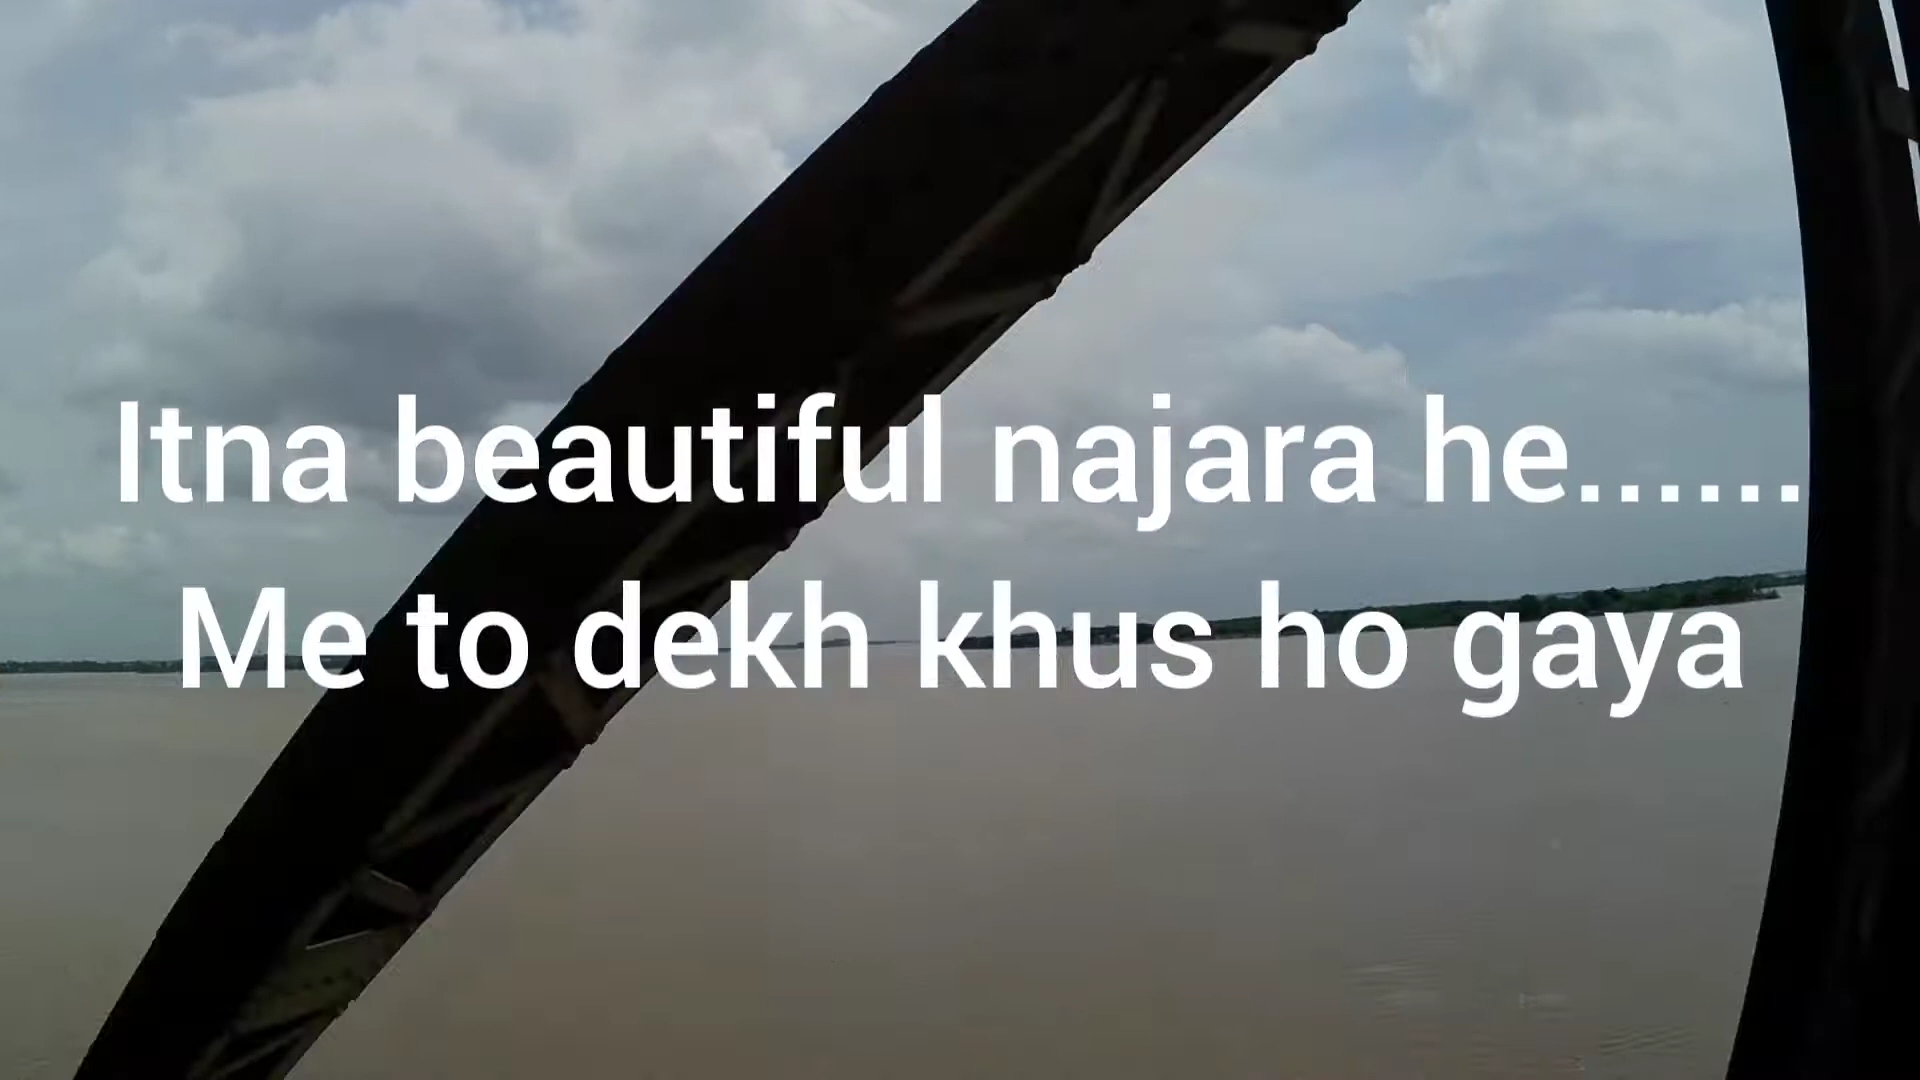 Itna beautiful najara he......
Me to dekh khus ho gaya